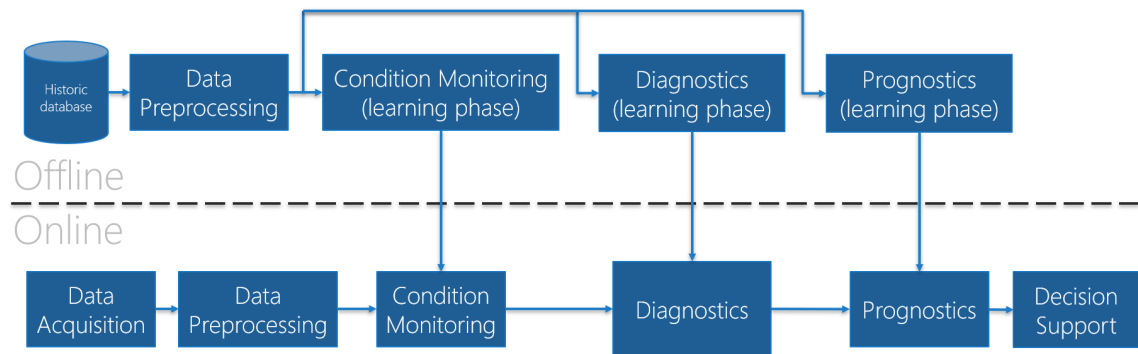 Historic
database
Data
Preprocessing
Condition Monitoring
(learning phase)
Diagnostics
(learning phase)
Prognostics
(learning phase)
Offline
Online
Data
Acquisition
Data
Preprocessing
Condition
Monitoring
Diagnostics
Prognostics
Decision
Support